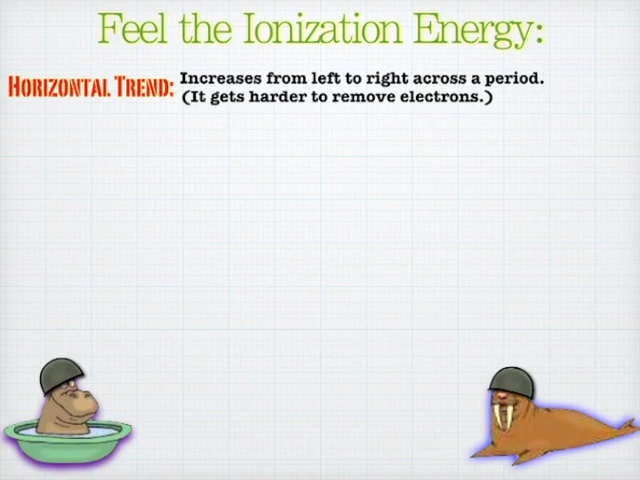 Feel the Ionization Energy:
Horizontal Trend: Increases from left to right across a period.
(It gets harder to remove electrons.)